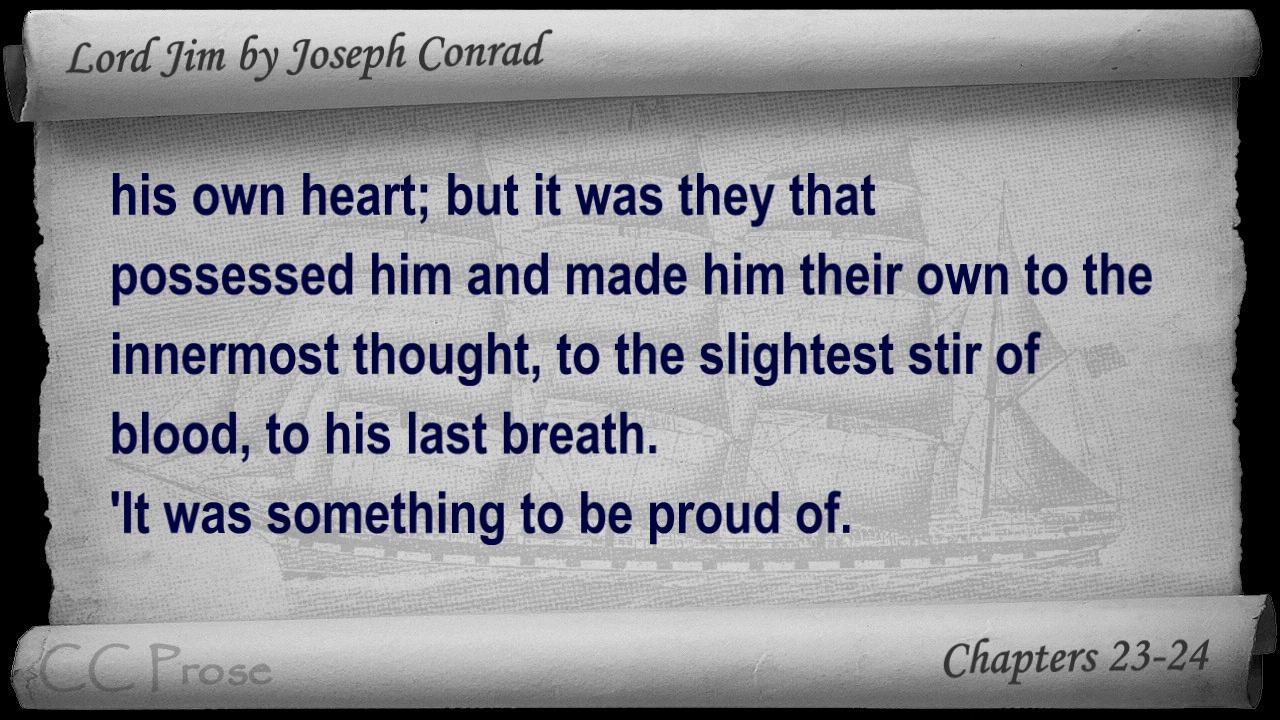 Lord Jim by Joseph Conrad
his own heart; but it was they that
possessed him and made him their own to the
innermost thought, to the slightest stir of
blood, to his last breath.
'It was something to be proud of.
CC Prose
Chapters 23-24